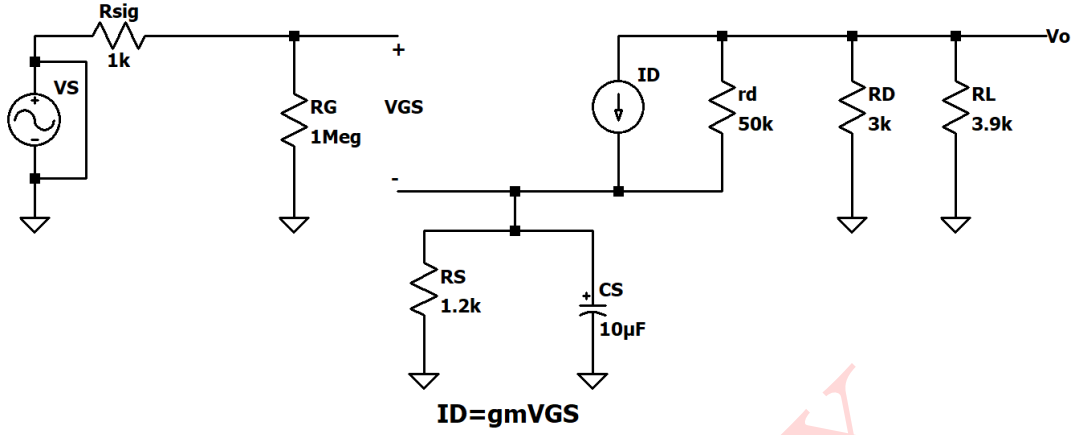 Rsig
1k
VS
RG
1Meg
+
VGS
-
ID
rd
50k
RD
3k
RL
3.9k
Vo
RS
1.2k
CS
10µF
ID=gmVGS